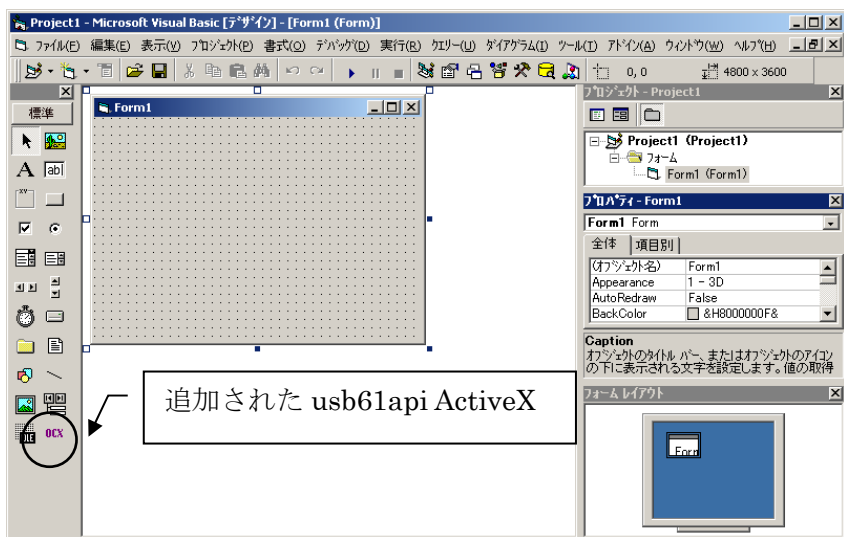 Project1 - Microsoft Visual Basic [ﾃﾞｻﾞｲﾝ] - [Form1 (Form)]
ﾌｧｲﾙ(F) 編集(E) 表示(V) ﾌﾟﾛｼﾞｪｸﾄ(P) 書式(O) ﾃﾞﾊﾞｯｸﾞ(D) 実行(R) ｸｴﾘｰ(U) ﾀﾞｲｱｸﾞﾗﾑ(I) ﾂｰﾙ(T) ｱﾄﾞｲﾝ(A) ｳｨﾝﾄﾞｳ(W) ﾍﾙﾌﾟ(H)
0, 0 4800 x 3600
標準
A ab|
XY
OLE OCX
Form1
追加された usb61api ActiveX
ﾌﾟﾛｼﾞｪｸﾄ - Project1
Project1 (Project1)
ﾌｫｰﾑ
Form1 (Form1)
ﾌﾟﾛﾊﾟﾃｨ - Form1
Form1 Form
全体 項目別
(ｵﾌﾞｼﾞｪｸﾄ名) Form1
Appearance 1 - 3D
AutoRedraw False
BackColor &H8000000F&
Caption
ｵﾌﾞｼﾞｪｸﾄのﾀｲﾄﾙ ﾊﾞｰ、またはｵﾌﾞｼﾞｪｸﾄのｱｲｺﾝ
の下に表示される文字を設定します。値の取得
ﾌｫｰﾑ ﾚｲｱｳﾄ
Form